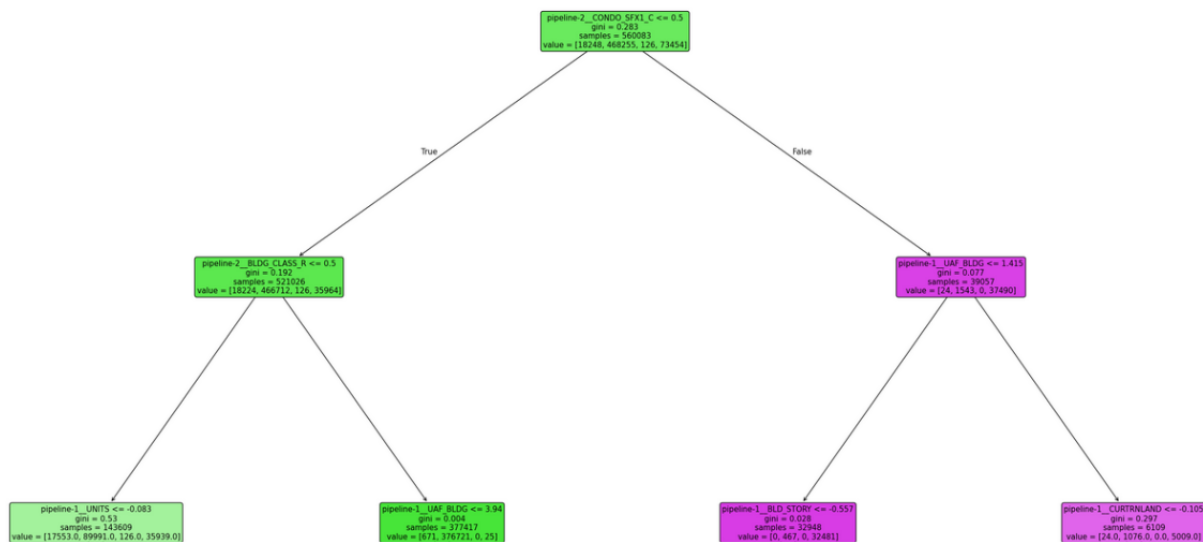 pipeline-2__CONDO_SFX1_C <= 0.5
gini = 0.283
samples = 560083
value = [18248, 468255, 126, 73454]
True
False
pipeline-2__BLDG_CLASS_R <= 0.5
gini = 0.192
samples = 521026
value = [18224, 466712, 126, 35964]
pipeline-1__UAF_BLDG <= 1.415
gini = 0.077
samples = 39057
value = [24, 1543, 0, 37490]
pipeline-1__UNITS <= -0.083
gini = 0.53
samples = 143609
value = [17553.0, 89991.0, 126.0, 35939.0]
pipeline-1__UAF_BLDG <= 3.94
gini = 0.004
samples = 377417
value = [671, 376721, 0, 25]
pipeline-1__BLD_STORY <= -0.557
gini = 0.028
samples = 32948
value = [0, 467, 0, 32481]
pipeline-1__CURTRNLAND <= -0.105
gini = 0.297
samples = 6109
value = [24.0, 1076.0, 0.0, 5009.0]